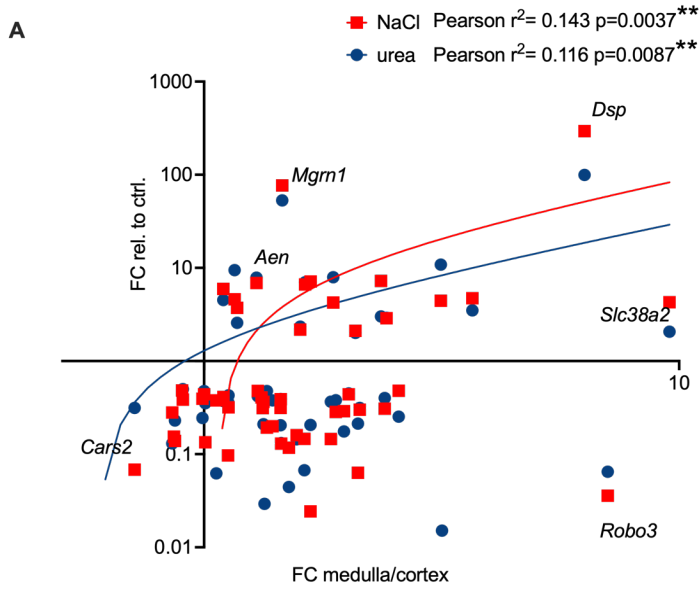 A
NaCl Pearson r²= 0.143 p=0.0037**
urea Pearson r²= 0.116 p=0.0087**
1000
Dsp
100
Mgrn1
FC rel. to ctrl.
Aen
10
Slc38a2
10
Cars2
0.1
Robo3
0.01
FC medulla/cortex